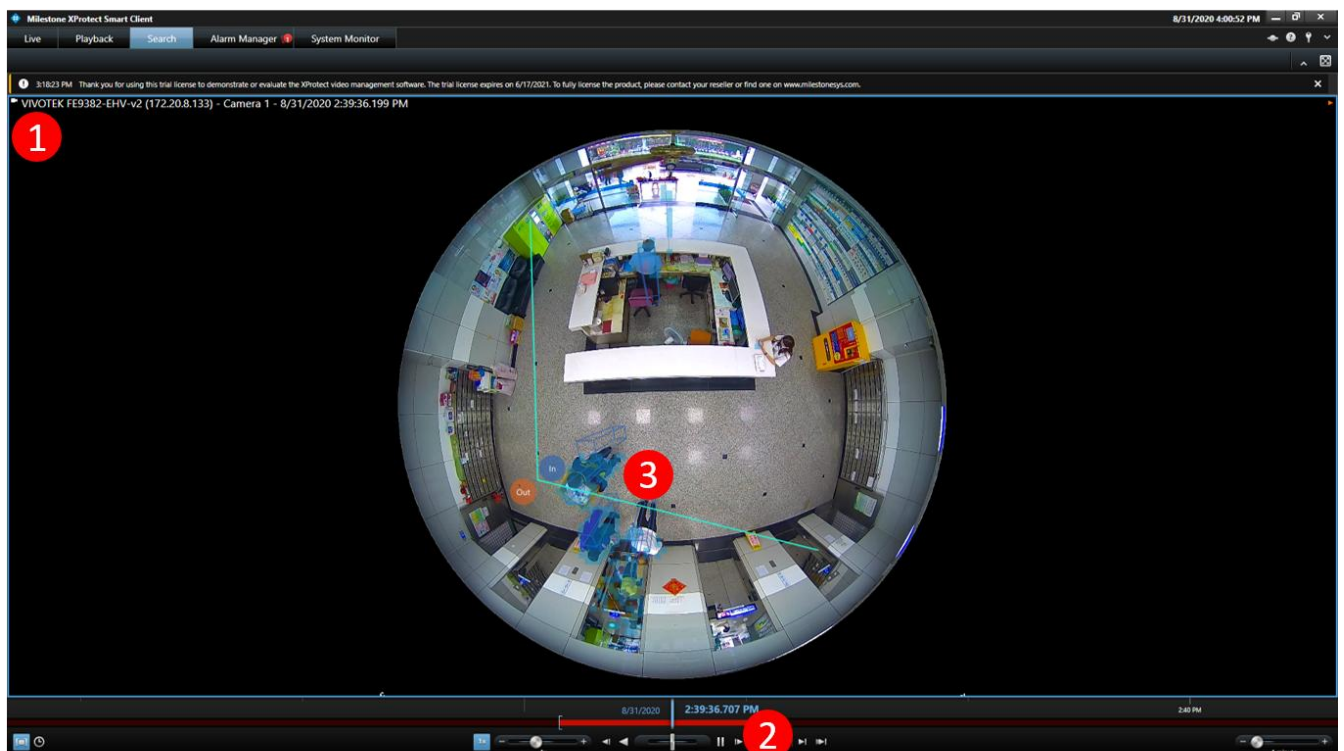 Milestone XProtect Smart Client
8/31/2020 4:00:52 PM
Live Playback Search Alarm Manager 1 System Monitor
3:18:23 PM Thank you for using this trial license to demonstrate or evaluate the XProtect video management software. The trial license expires on 6/17/2021. To fully license the product, please contact your reseller or find one on www.milestonesys.com.
VIVOTEK FE9382-EHV-v2 (172.20.8.133) - Camera 1 - 8/31/2020 2:39:36.199 PM
1
In
3
Out
8/31/2020 2:39:36.707 PM
2:40 PM
2
1x